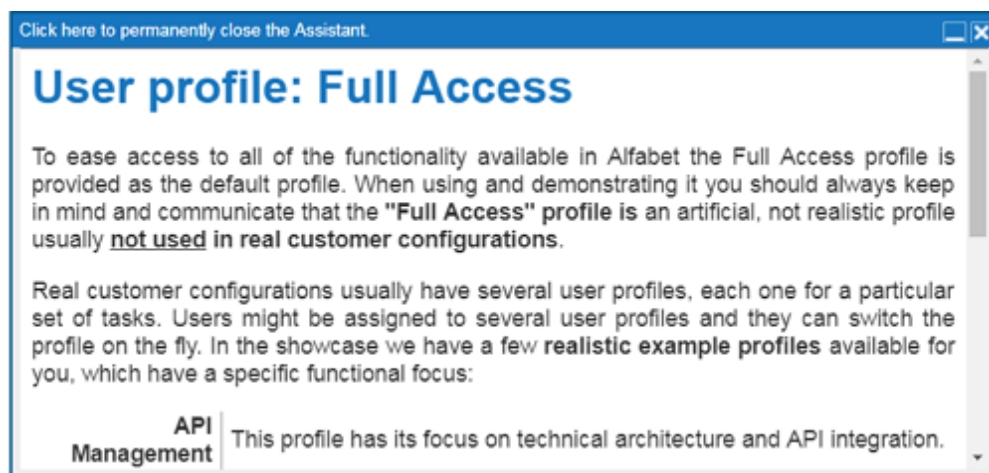 Click here to permanently close the Assistant.
User profile: Full Access
To ease access to all of the functionality available in Alfabet the Full Access profile is
provided as the default profile. When using and demonstrating it you should always keep
in mind and communicate that the "Full Access" profile is an artificial, not realistic profile
usually not used in real customer configurations.
Real customer configurations usually have several user profiles, each one for a particular
set of tasks. Users might be assigned to several user profiles and they can switch the
profile on the fly. In the showcase we have a few realistic example profiles available for
you, which have a specific functional focus:
API
Management
This profile has its focus on technical architecture and API integration.